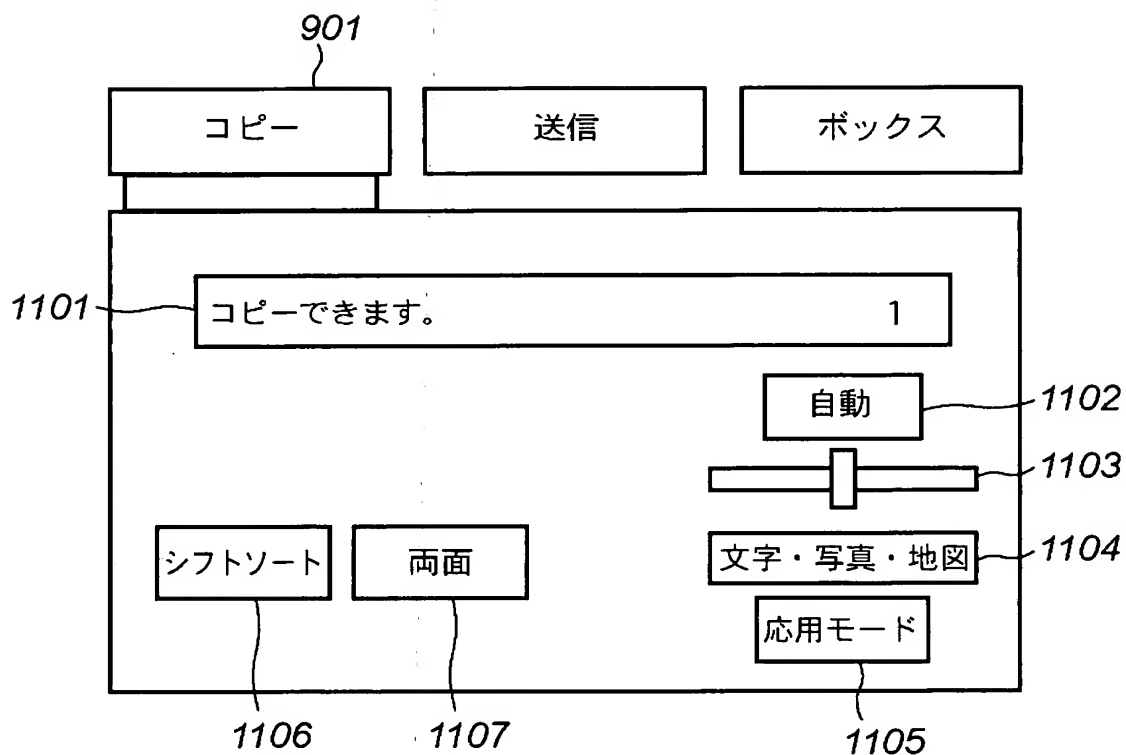 901
コピー 送信 ボックス
1101 コピーできます。 1
自動 1102
1103
シフトソート 両面 文字・写真・地図 1104
応用モード
1106 1107 1105